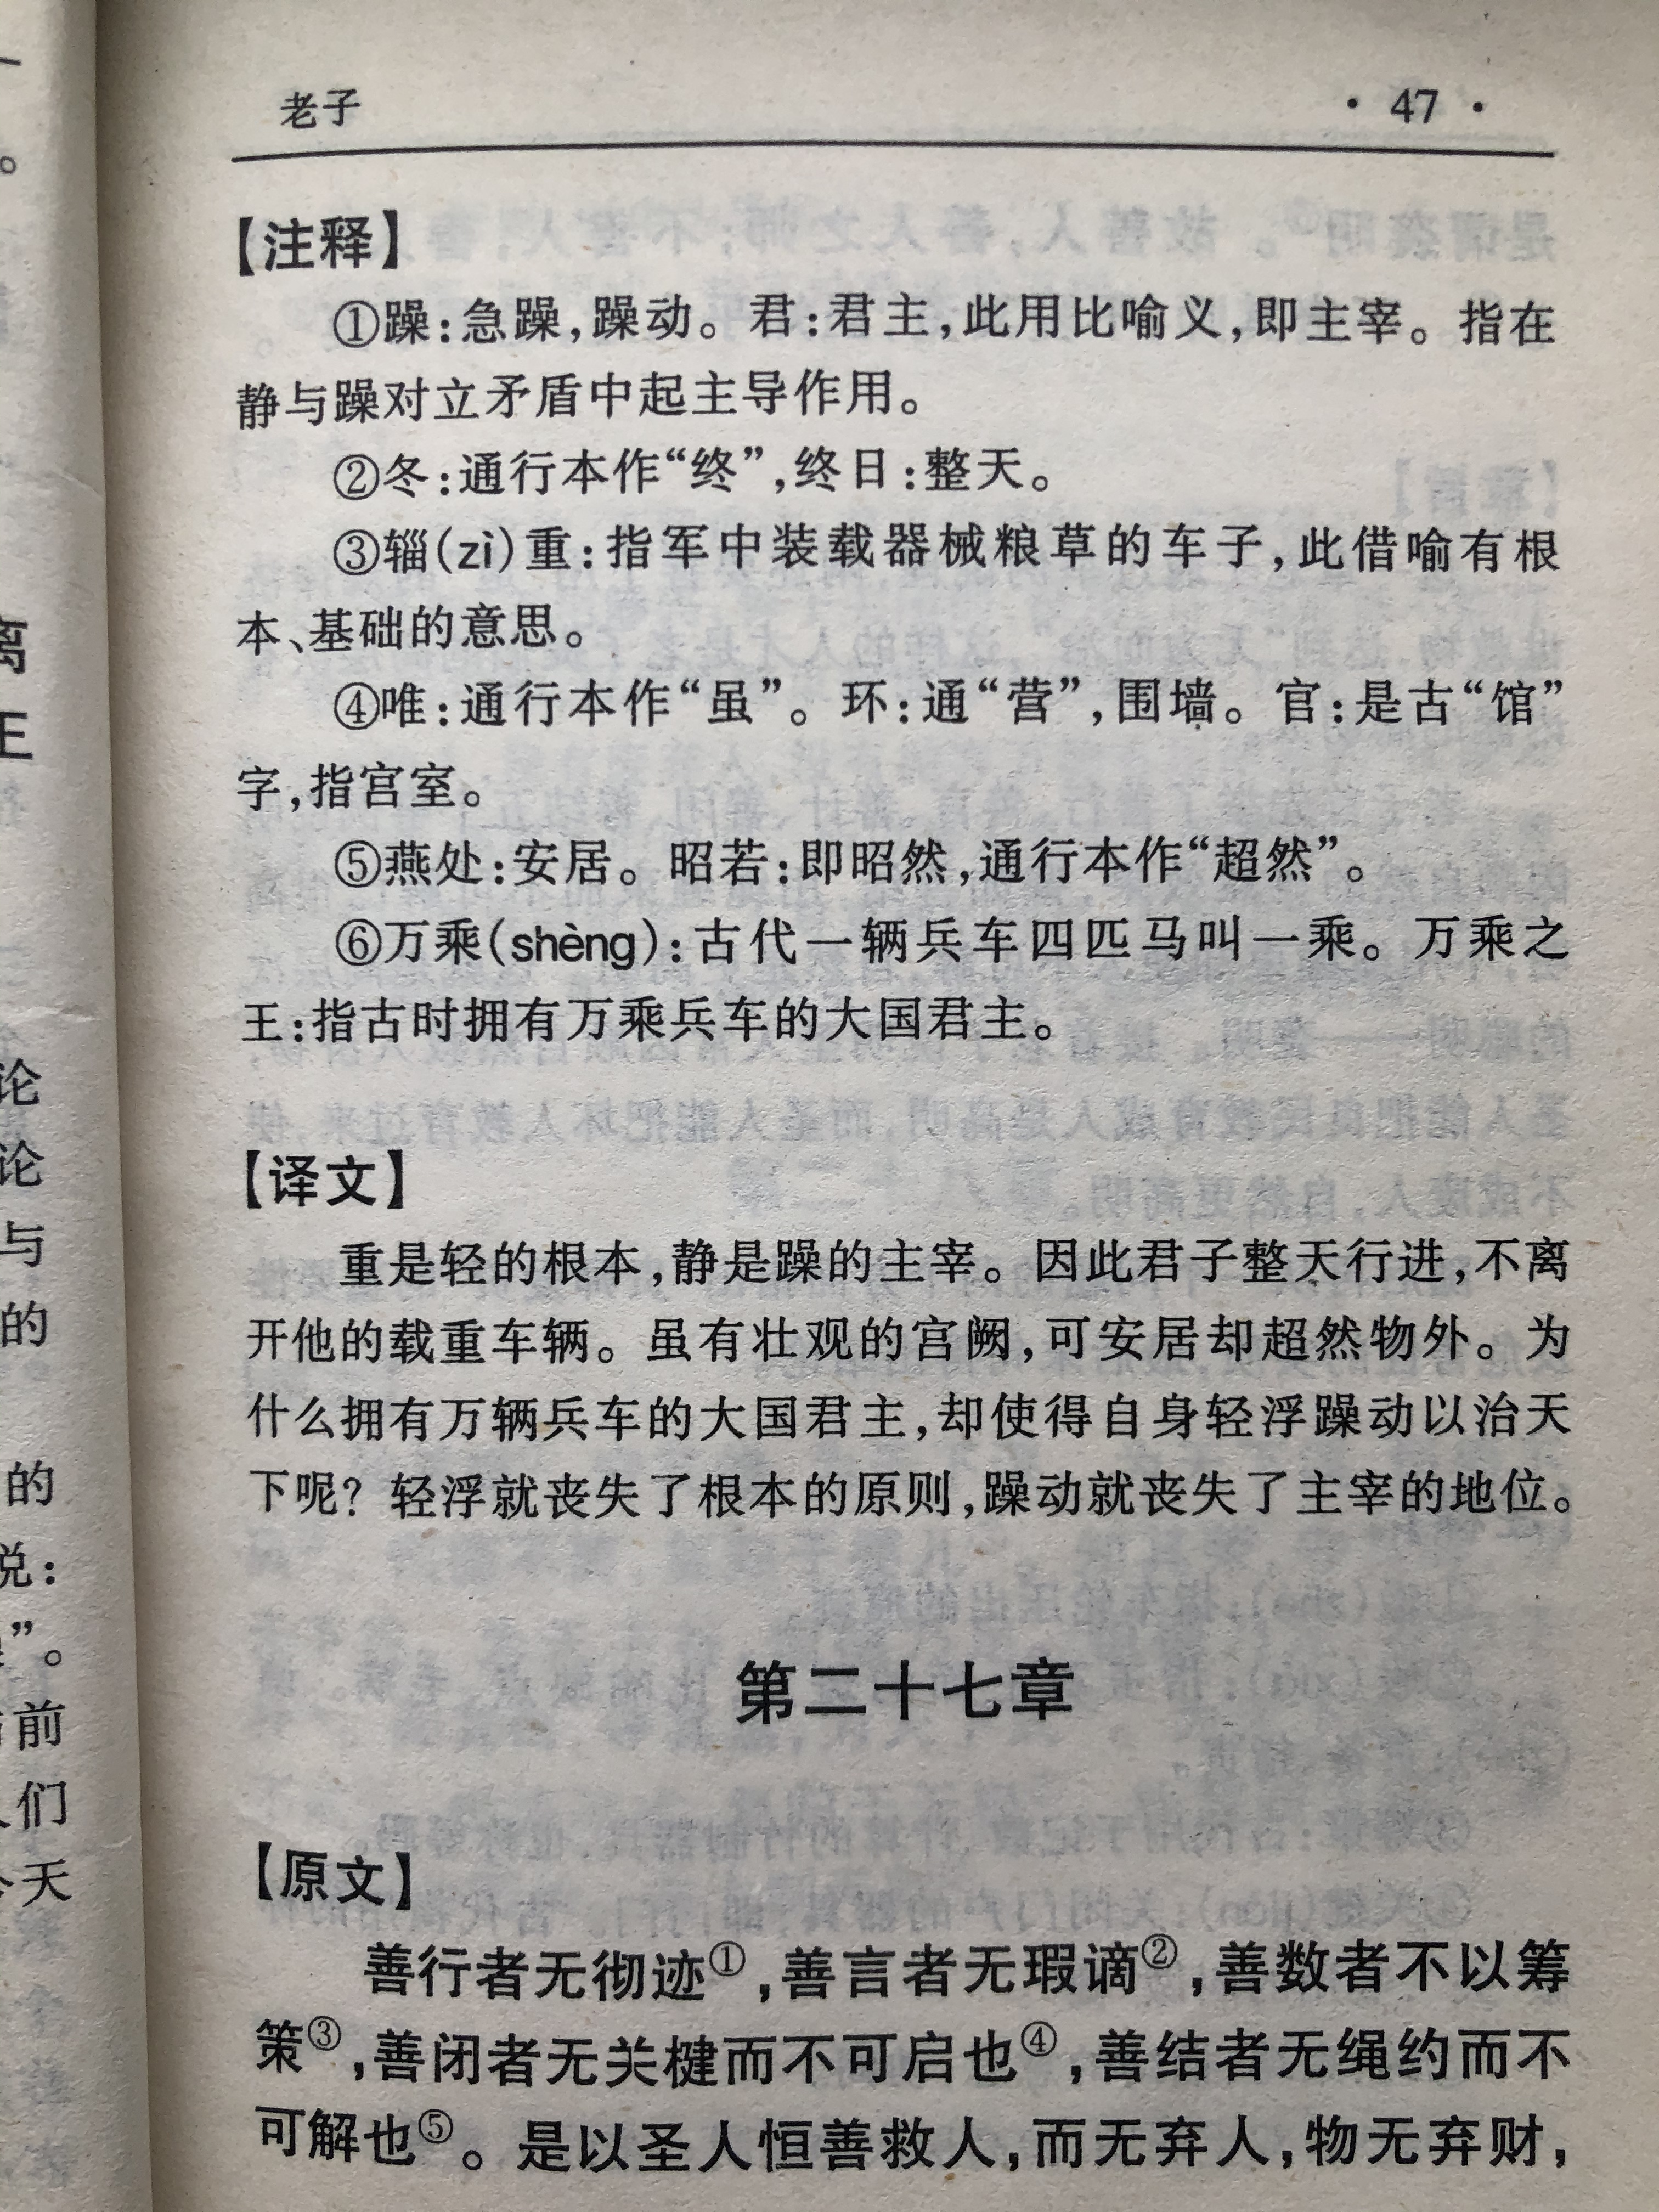 老子
· 47 ·
【注释】
①躁：急躁，躁动。君：君主，此用比喻义，即主宰。指在
静与躁对立矛盾中起主导作用。
②冬：通行本作“终”，终日：整天。
③辎(zì)重：指军中装载器械粮草的车子，此借喻有根
本、基础的意思。
④唯：通行本作“虽”。环：通“营”，围墙。官：是古“馆”
字，指宫室。
⑤燕处：安居。昭若：即昭然，通行本作“超然”。
⑥万乘(shèng)：古代一辆兵车四匹马叫一乘。万乘之
王：指古时拥有万乘兵车的大国君主。
【译文】
重是轻的根本，静是躁的主宰。因此君子整天行进，不离
开他的载重车辆。虽有壮观的宫阙，可安居却超然物外。为
什么拥有万辆兵车的大国君主，却使得自身轻浮躁动以治天
下呢？轻浮就丧失了根本的原则，躁动就丧失了主宰的地位。
第二十七章
【原文】
善行者无彻迹①，善言者无瑕谪②，善数者不以筹
策③，善闭者无关楗而不可启也④，善结者无绳约而不
可解也⑤。是以圣人恒善救人，而无弃人，物无弃财，